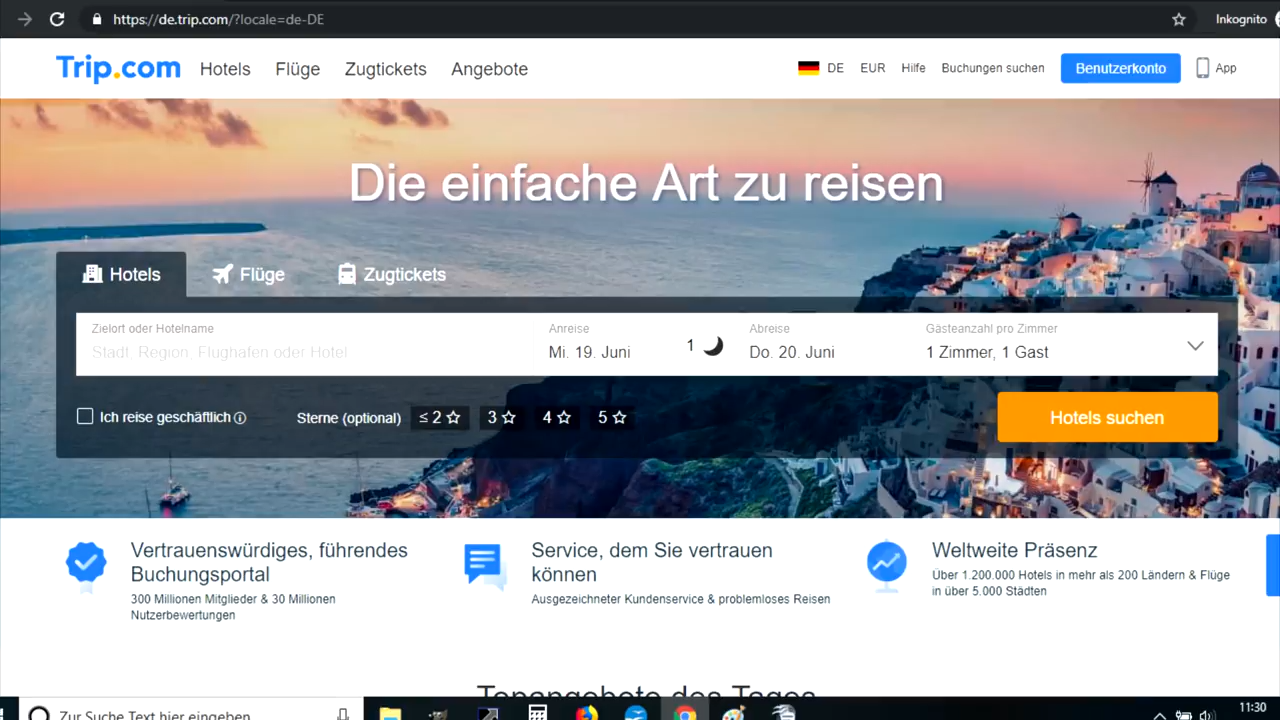 https://de.trip.com/?locale=de-DE
Inkognito
Trip.com Hotels Flüge Zugtickets Angebote
DE EUR Hilfe Buchungen suchen Benutzerkonto App
Die einfache Art zu reisen
Hotels Flüge Zugtickets
Zielort oder Hotelname
Stadt, Region, Flughafen oder Hotel
Anreise
Mi. 19. Juni
1
Abreise
Do. 20. Juni
Gästeanzahl pro Zimmer
1 Zimmer, 1 Gast
Ich reise geschäftlich
Sterne (optional) ≤ 2 3 4 5
Hotels suchen
Vertrauenswürdiges, führendes
Buchungsportal
300 Millionen Mitglieder & 30 Millionen
Nutzerbewertungen
Service, dem Sie vertrauen
können
Ausgezeichneter Kundenservice & problemloses Reisen
Weltweite Präsenz
Über 1.200.000 Hotels in mehr als 200 Ländern & Flüge
in über 5.000 Städten
Topangebote des Tages
Zur Suche Text hier eingeben
11:30